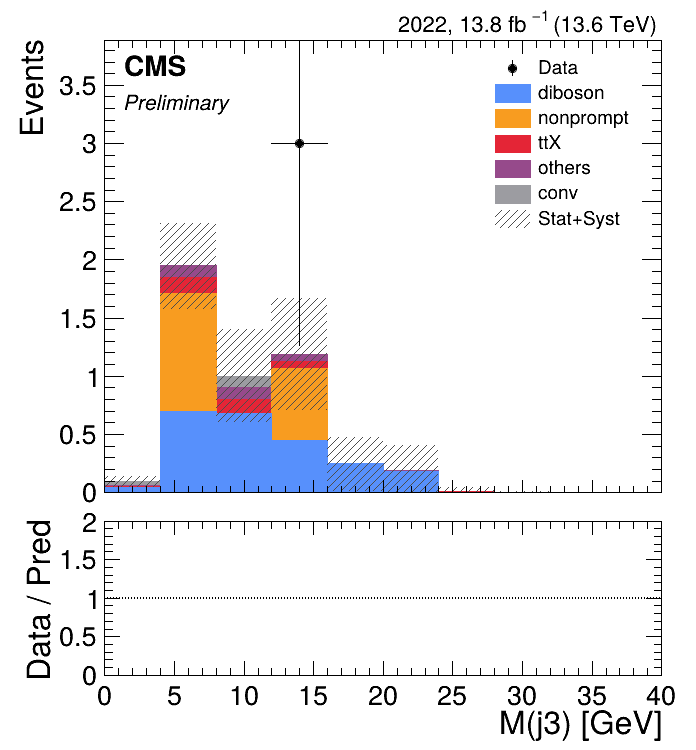 2022, 13.8 fb⁻¹ (13.6 TeV)
CMS
Preliminary
Events
3.5
3
2.5
2
1.5
1
0.5
0
Data
diboson
nonprompt
ttX
others
conv
Stat+Syst
Data / Pred
2
1.5
1
0.5
0
0 5 10 15 20 25 30 35 40
M(j3) [GeV]